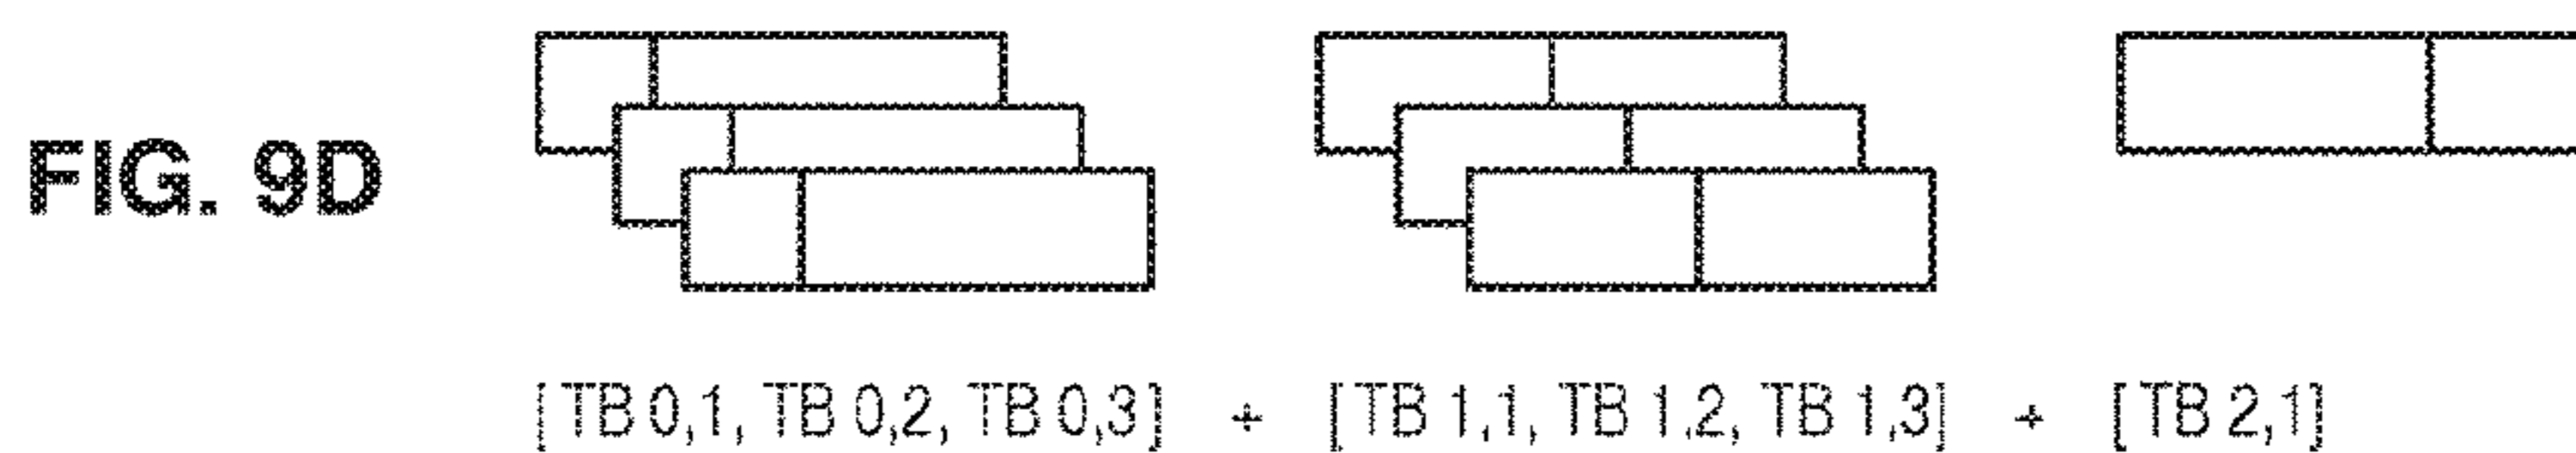 FIG. 9D
[ TB 0,1, TB 0,2, TB 0,3] + [ TB 1,1, TB 1,2, TB 1,3] + [ TB 2,1]